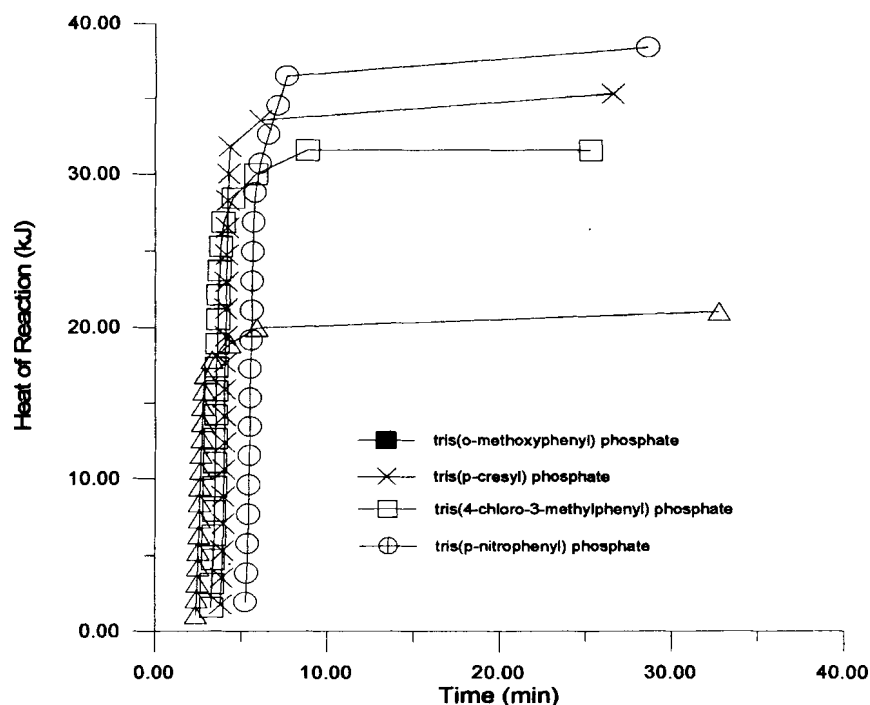 40.00
30.00
20.00
10.00
0.00
Heat of Reaction (kJ)
tris(o-methoxyphenyl) phosphate
tris(p-cresyl) phosphate
tris(4-chloro-3-methylphenyl) phosphate
tris(p-nitrophenyl) phosphate
0.00 10.00 20.00 30.00 40.00
Time (min)